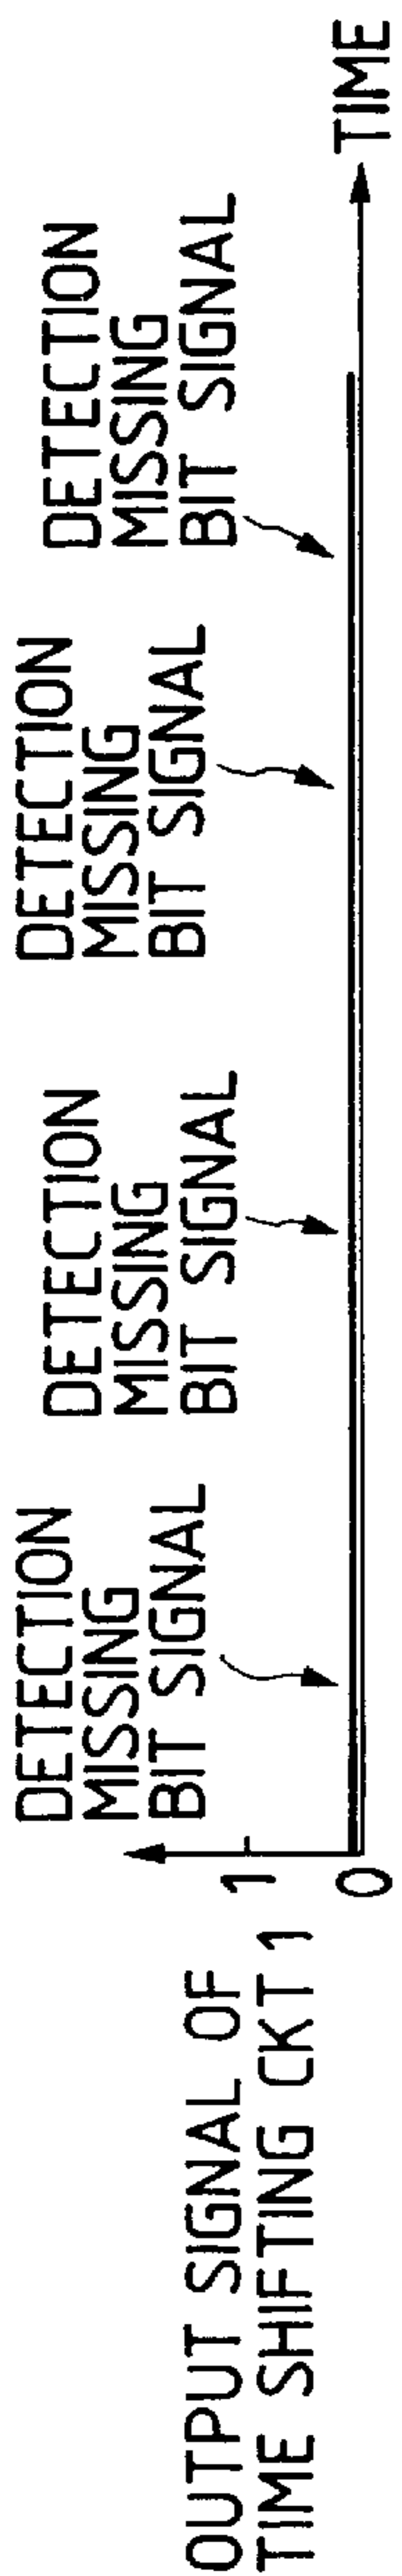 OUTPUT SIGNAL OF
TIME SHIFTING CKT 1
1
0
DETECTION
MISSING
BIT SIGNAL
DETECTION
MISSING
BIT SIGNAL
DETECTION
MISSING
BIT SIGNAL
DETECTION
MISSING
BIT SIGNAL
TIME